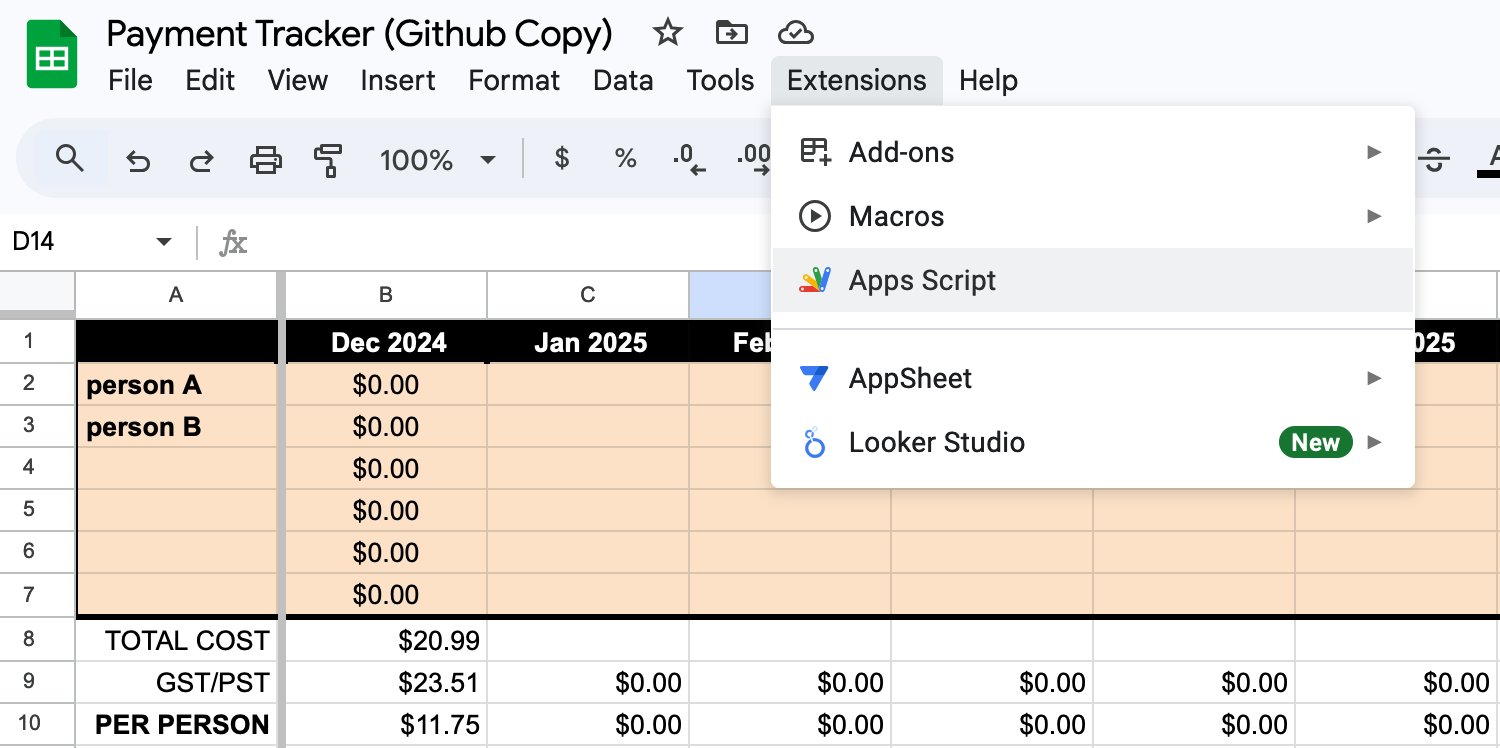 Payment Tracker (Github Copy)
File Edit View Insert Format Data Tools Extensions Help
100% $ % .0 .00
Add-ons
Macros
Apps Script
AppSheet
Looker Studio New
D14 fx
A B C
1 Dec 2024 Jan 2025
2 person A $0.00
3 person B $0.00
4 $0.00
5 $0.00
6 $0.00
7 $0.00
8 TOTAL COST $20.99
9 GST/PST $23.51 $0.00 $0.00 $0.00 $0.00 $0.00
10 PER PERSON $11.75 $0.00 $0.00 $0.00 $0.00 $0.00